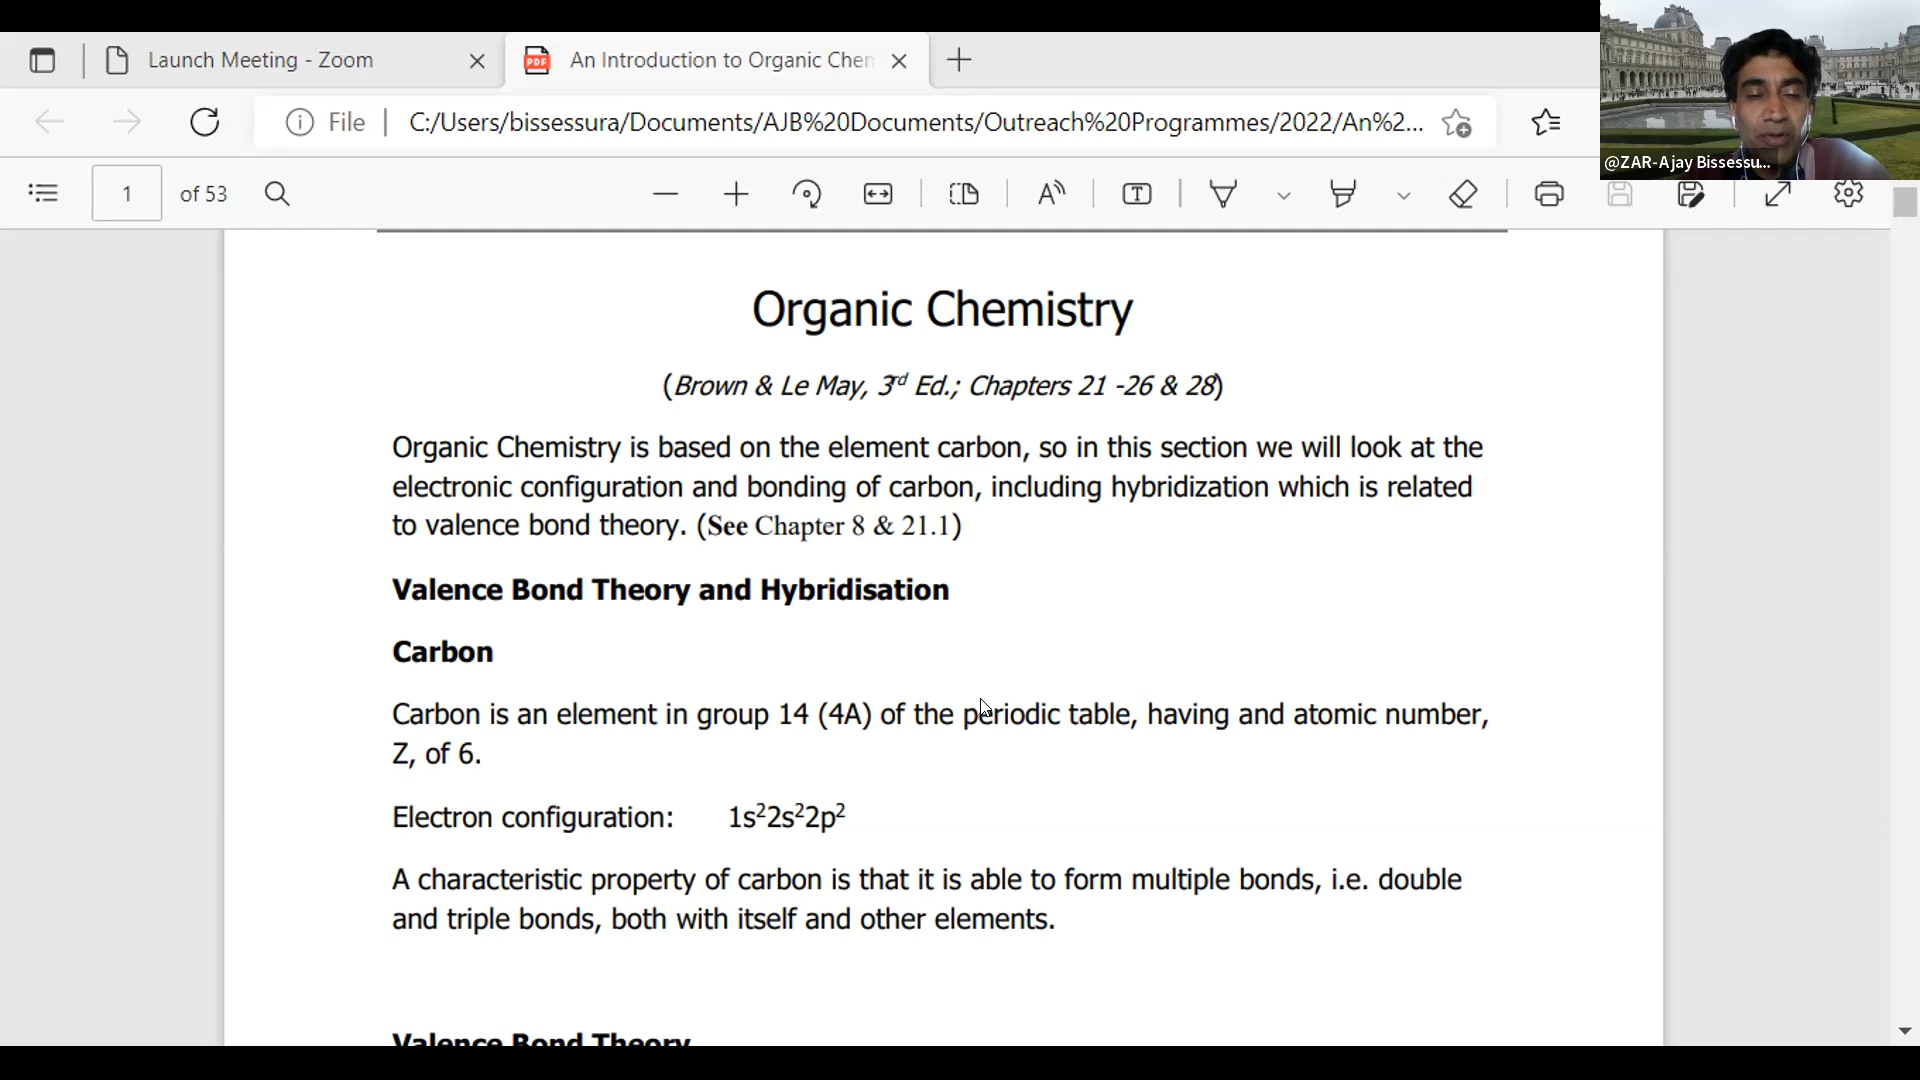 Launch Meeting - Zoom
An Introduction to Organic Chem
File
C:/Users/bissessura/Documents/AJB%20Documents/Outreach%20Programmes/2022/An%2...
@ZAR-Ajay Bissessu...
1 of 53
Organic Chemistry
(Brown & Le May, 3rd Ed.; Chapters 21 -26 & 28)
Organic Chemistry is based on the element carbon, so in this section we will look at the
electronic configuration and bonding of carbon, including hybridization which is related
to valence bond theory. (See Chapter 8 & 21.1)
Valence Bond Theory and Hybridisation
Carbon
Carbon is an element in group 14 (4A) of the periodic table, having and atomic number,
Z, of 6.
Electron configuration: 1s²2s²2p²
A characteristic property of carbon is that it is able to form multiple bonds, i.e. double
and triple bonds, both with itself and other elements.
Valence Bond Theory